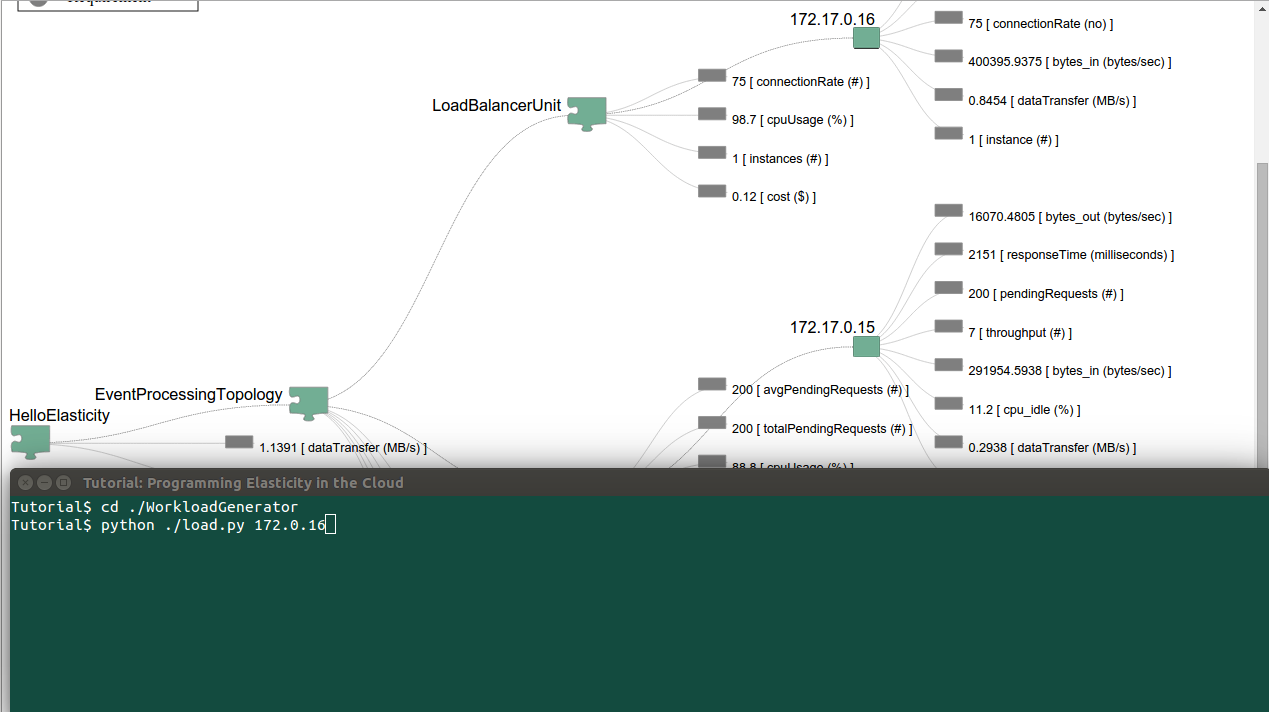 172.17.0.16
75 [ connectionRate (no) ]
400395.9375 [ bytes_in (bytes/sec) ]
0.8454 [ dataTransfer (MB/s) ]
1 [ instance (#) ]
LoadBalancerUnit
75 [ connectionRate (#) ]
98.7 [ cpuUsage (%) ]
1 [ instances (#) ]
0.12 [ cost ($) ]
16070.4805 [ bytes_out (bytes/sec) ]
2151 [ responseTime (milliseconds) ]
200 [ pendingRequests (#) ]
172.17.0.15
7 [ throughput (#) ]
291954.5938 [ bytes_in (bytes/sec) ]
11.2 [ cpu_idle (%) ]
0.2938 [ dataTransfer (MB/s) ]
200 [ avgPendingRequests (#) ]
200 [ totalPendingRequests (#) ]
88.8 [ cpuUsage (%) ]
EventProcessingTopology
HelloElasticity
1.1391 [ dataTransfer (MB/s) ]
Tutorial: Programming Elasticity in the Cloud
Tutorial$ cd ./WorkloadGenerator
Tutorial$ python ./load.py 172.0.16